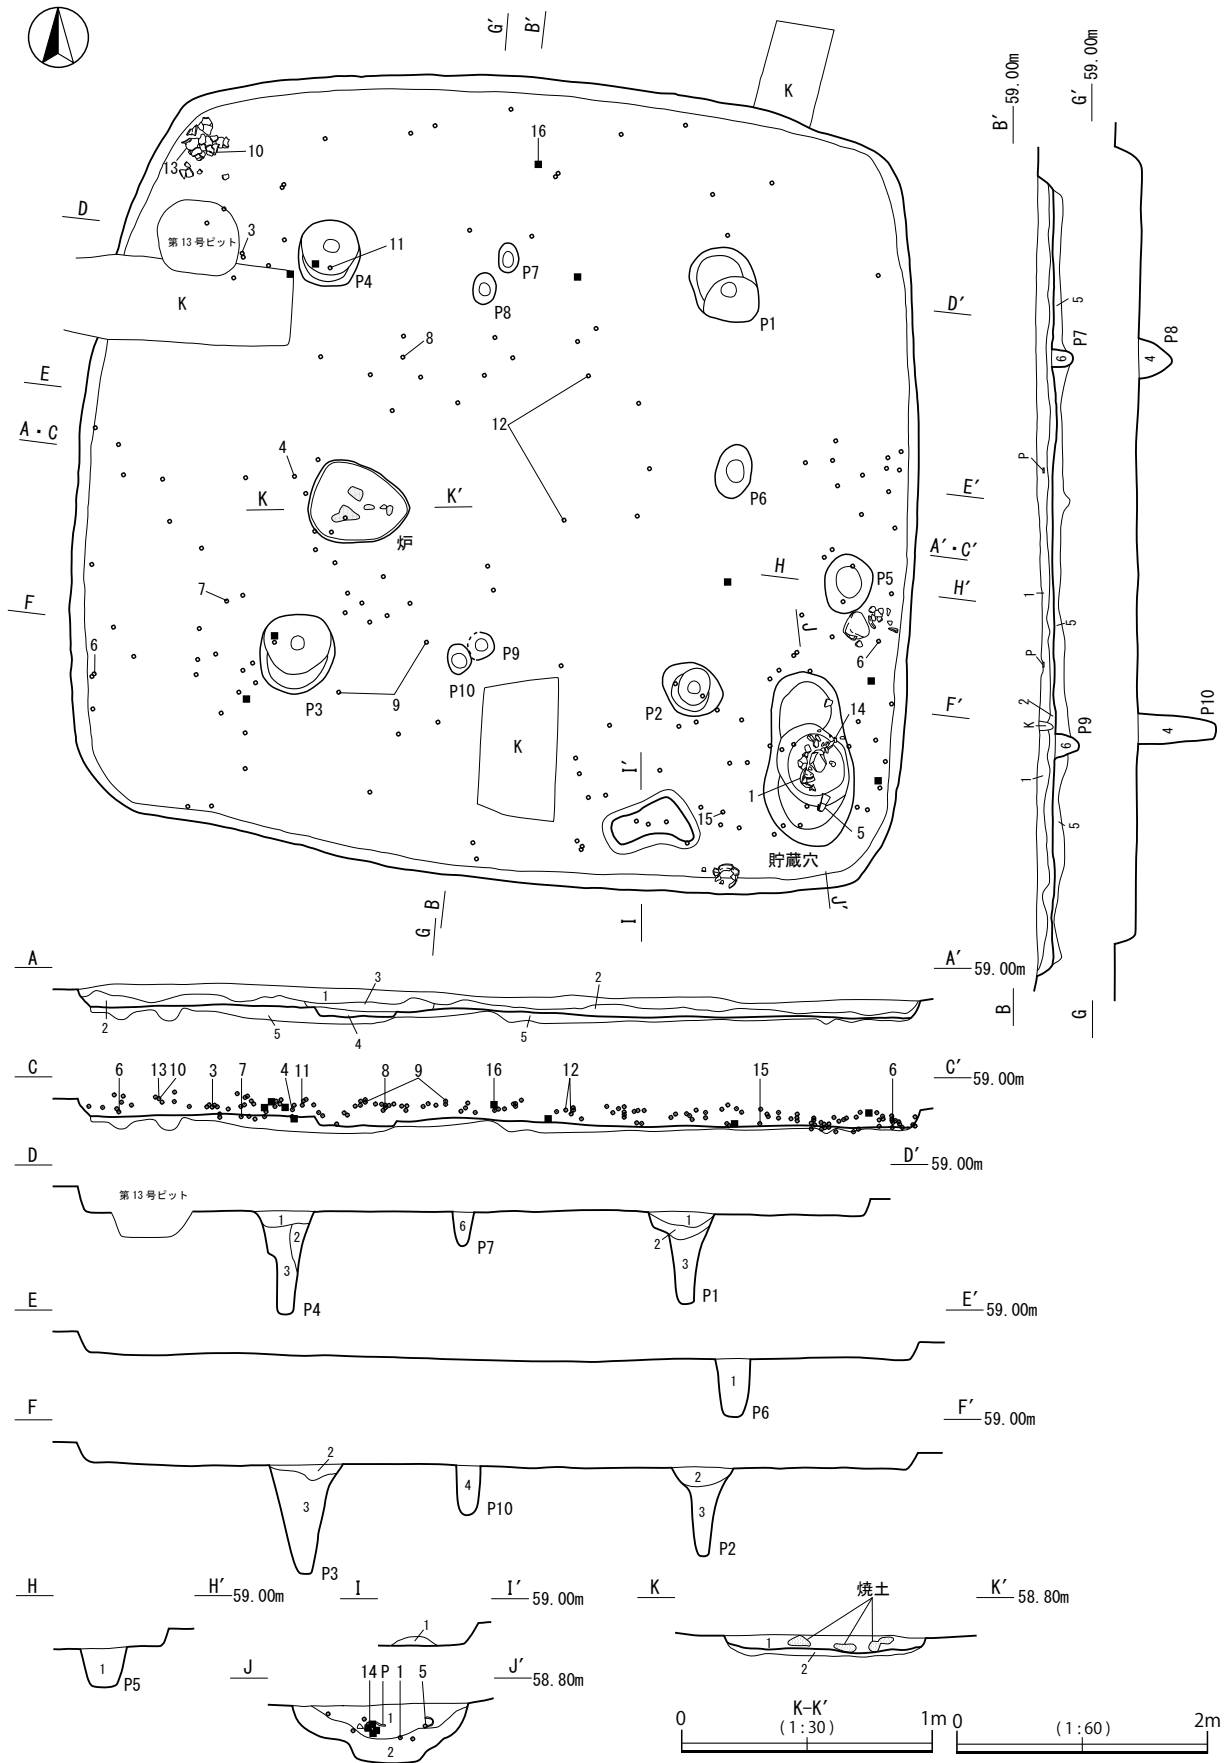 G′ B′
K
16
10
13
D
第13号ピット
3
11
P4
P7
P8
P1
D′
K
8
E
A・C
12
4
K K′
炉
P6
E′
A′・C′
H
P5
H′
7
F
6
J
6
P9
P10
P3
9
P2
14
F′
K
I′
1
15
5
貯蔵穴
G B
I
J′
B′ 59.00m
G′ 59.00m
5
P7
6
P8
4
P
1
5
P
2
K
P9
6
P10
4
1
5
B
G
A
A′ 59.00m
3
1
2
2
5
4
5
C
6 13 10 3 7 4 11 8 9 16 12 15 6
C′ 59.00m
D
D′ 59.00m
第13号ピット
1
2
3
P4
6
P7
1
2
3
P1
E
E′ 59.00m
1
P6
F
F′ 59.00m
2
3
P3
4
P10
2
3
P2
H
H′ 59.00m
1
P5
I
I′ 59.00m
1
K
焼土
K′ 58.80m
1
2
J
J′ 58.80m
14 P 1 5
1
2
0 K-K′ 1m
(1:30)
0 2m
(1:60)